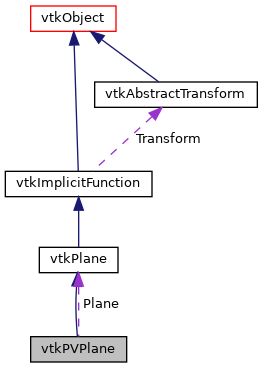 vtkObject
vtkAbstractTransform
Transform
vtkImplicitFunction
vtkPlane
Plane
vtkPVPlane